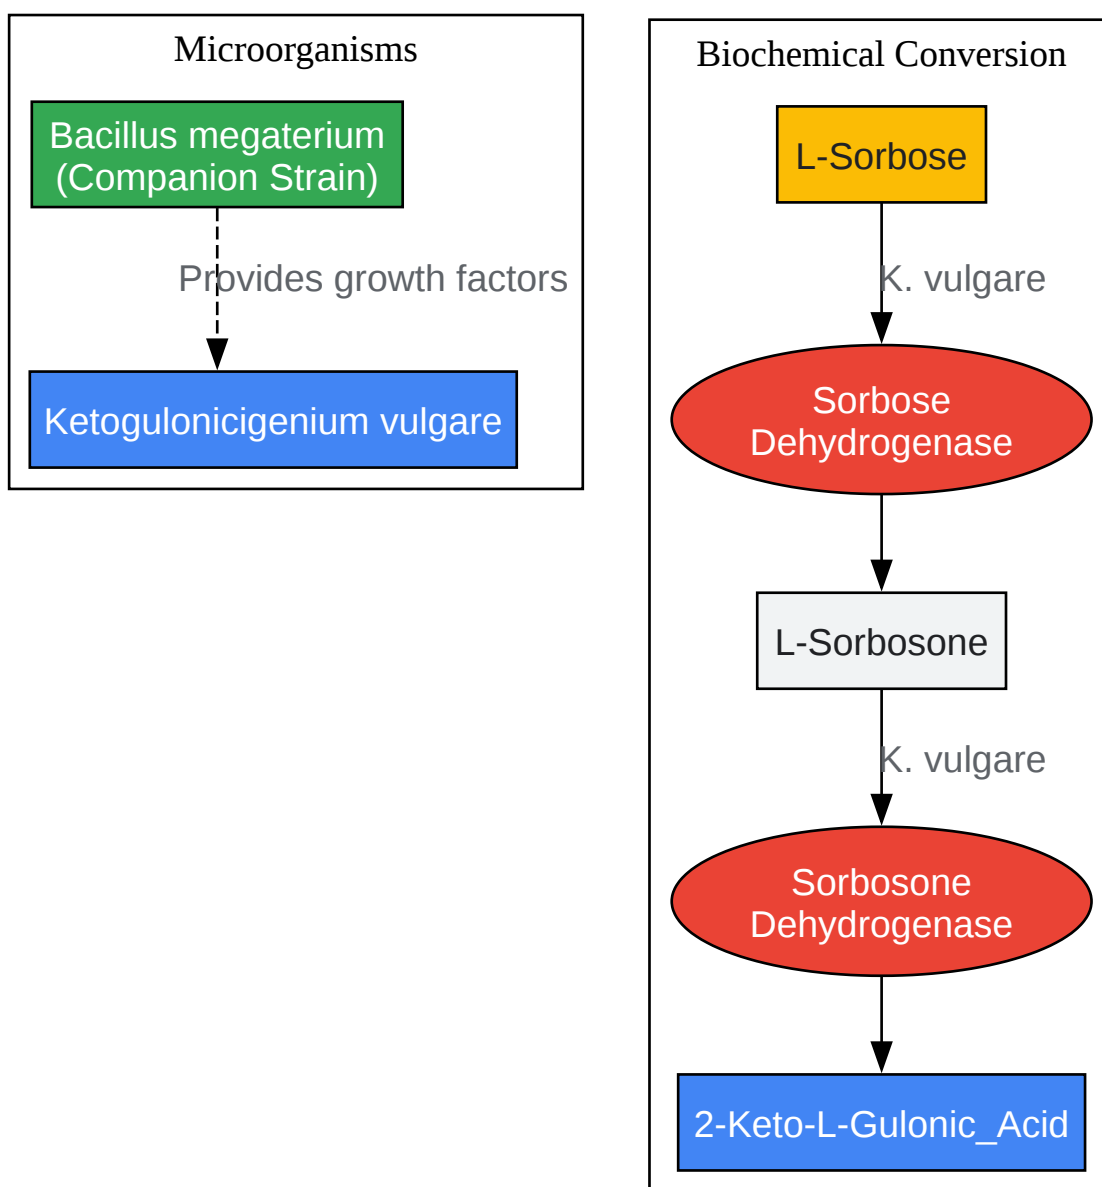 Microorganisms
Bacillus megaterium
(Companion Strain)
Provides growth factors
Ketogulonicigenium vulgare
Biochemical Conversion
L-Sorbose
K. vulgare
Sorbose
Dehydrogenase
L-Sorbosone
K. vulgare
Sorbosone
Dehydrogenase
2-Keto-L-Gulonic_Acid